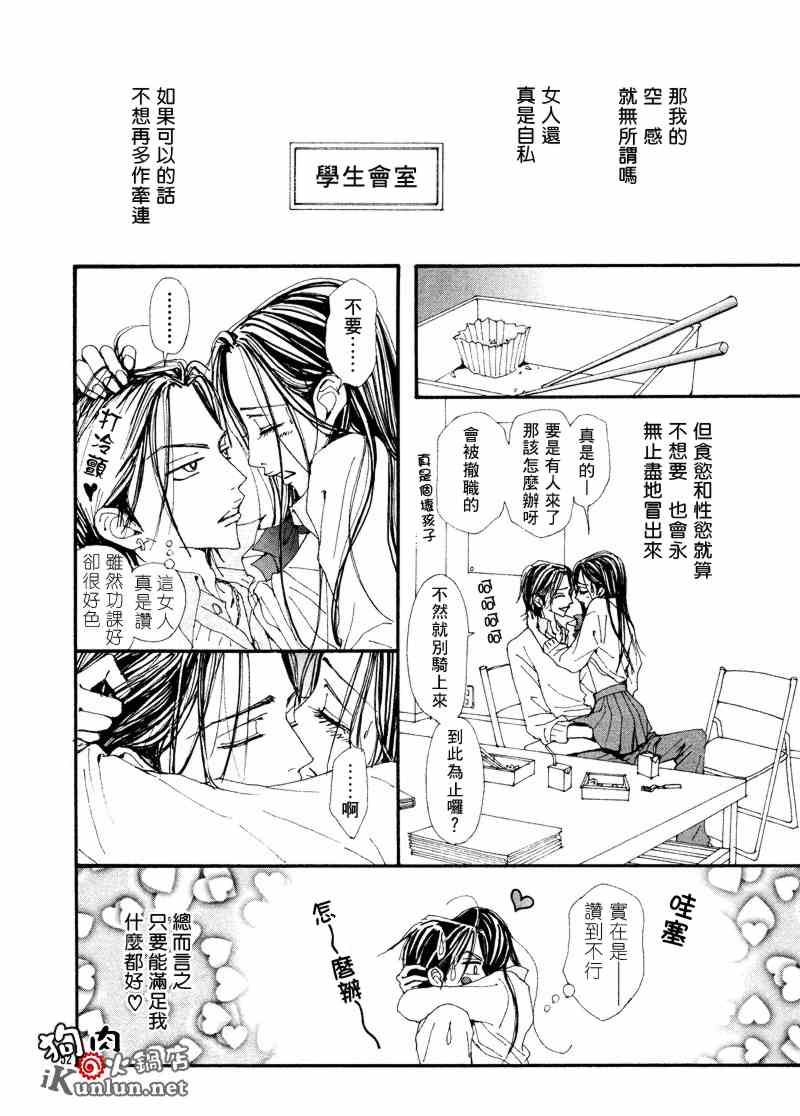 那我的
空感
就無所謂嗎
女人還
真是自私
學生會室
如果可以的話
不想再多作牽連
但食慾和性慾就算
不想要 也會永
無止盡地冒出來
真是的—
要是有人來了
那該怎麼辦呀
會被撤職的
真是個壞孩子
呵呵呵呵
不然就別騎上來
到此為止囉?
不要……
……
打冷顫♥
這女人
真是讚
雖然功課好
卻很好色
……啊
哇塞
實在是——
讚到不行
怎~麼辦~
總而言之
只要能滿足我
什麼都好♡
狗肉
火鍋店
iKunlun.net